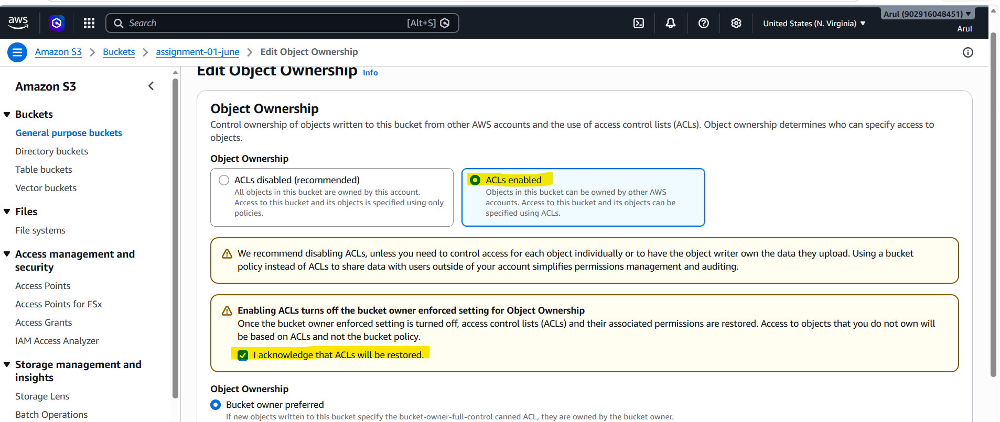 aws
Search
[Alt+S]
United States (N. Virginia)
Arul (902916048451)
Arul
Amazon S3
Buckets
assignment-01-june
Edit Object Ownership
Amazon S3
Buckets
General purpose buckets
Directory buckets
Table buckets
Vector buckets
Files
File systems
Access management and
security
Access Points
Access Points for FSx
Access Grants
IAM Access Analyzer
Storage management and
insights
Storage Lens
Batch Operations
Edit Object Ownership Info
Object Ownership
Control ownership of objects written to this bucket from other AWS accounts and the use of access control lists (ACLs). Object ownership determines who can specify access to
objects.
Object Ownership
ACLs disabled (recommended)
All objects in this bucket are owned by this account.
Access to this bucket and its objects is specified using only
policies.
ACLs enabled
Objects in this bucket can be owned by other AWS
accounts. Access to this bucket and its objects can be
specified using ACLs.
We recommend disabling ACLs, unless you need to control access for each object individually or to have the object writer own the data they upload. Using a bucket
policy instead of ACLs to share data with users outside of your account simplifies permissions management and auditing.
Enabling ACLs turns off the bucket owner enforced setting for Object Ownership
Once the bucket owner enforced setting is turned off, access control lists (ACLs) and their associated permissions are restored. Access to objects that you do not own will
be based on ACLs and not the bucket policy.
I acknowledge that ACLs will be restored.
Object Ownership
Bucket owner preferred
If new objects written to this bucket specify the bucket-owner-full-control canned ACL, they are owned by the bucket owner.